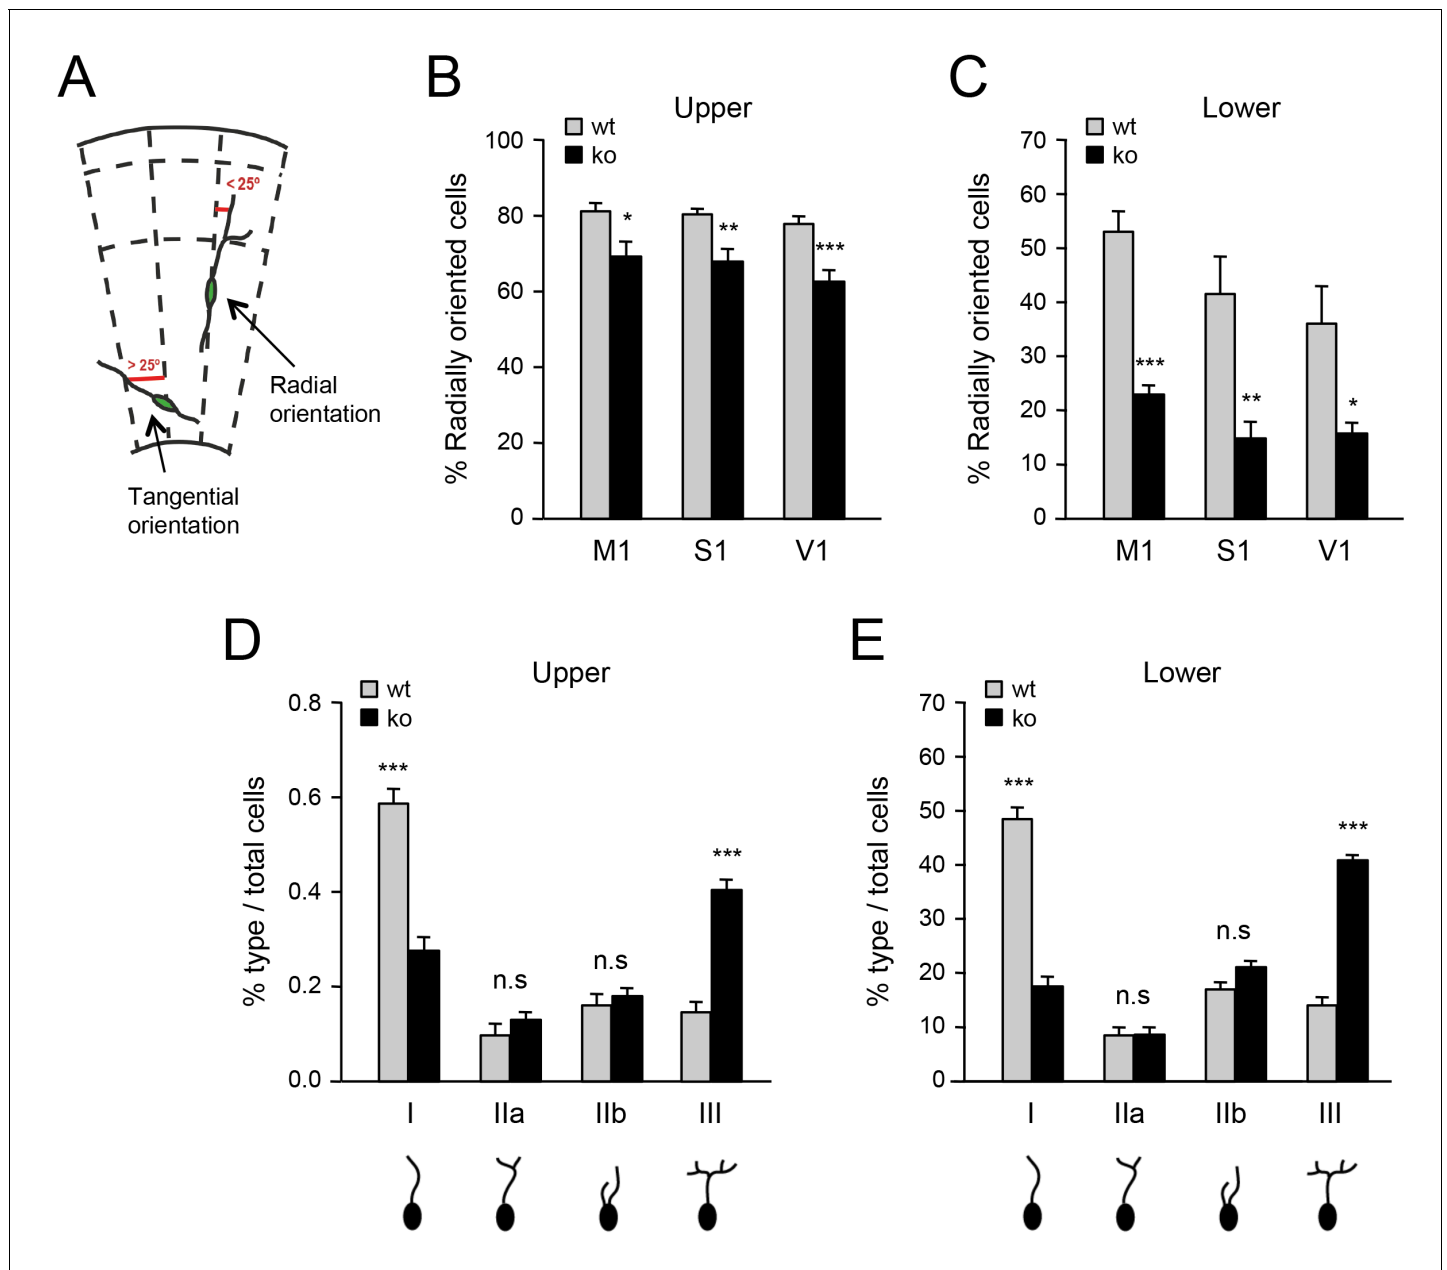 A
< 25º
> 25º
Radial
orientation
Tangential
orientation
B
Upper
wt
ko
% Radially oriented cells
100
80
60
40
20
0
*
**
***
M1
S1
V1
C
Lower
wt
ko
% Radially oriented cells
70
60
50
40
30
20
10
0
***
**
*
M1
S1
V1
D
Upper
wt
ko
% type / total cells
0.8
0.6
0.4
0.2
0.0
***
n.s
n.s
***
I
IIa
IIb
III
E
Lower
wt
ko
% type / total cells
70
60
50
40
30
20
10
0
***
n.s
n.s
***
I
IIa
IIb
III